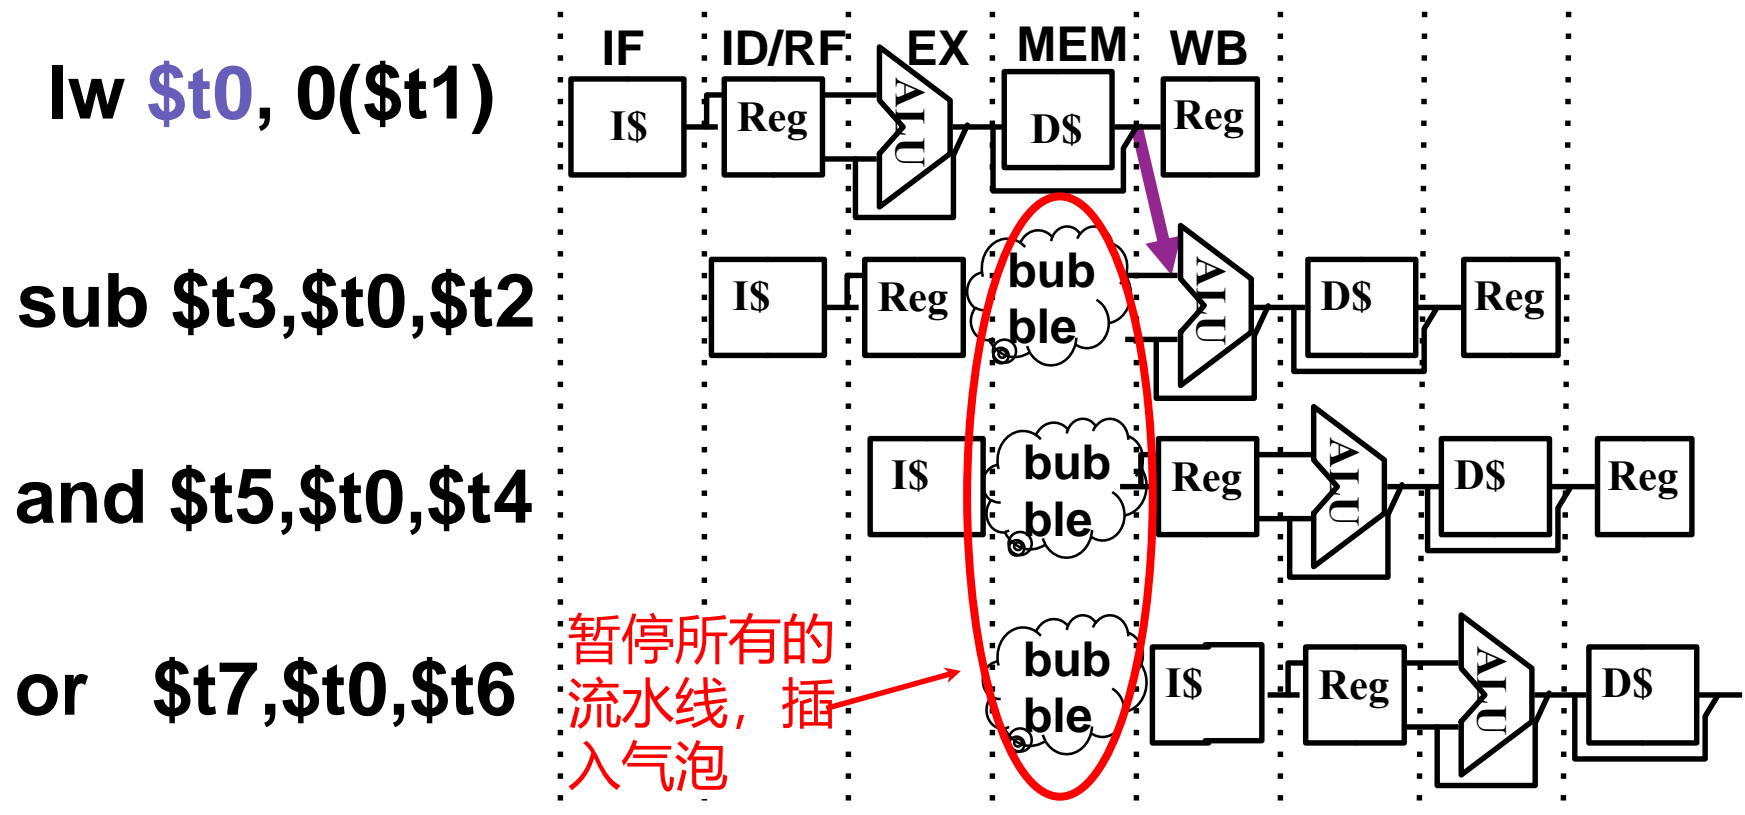 IF ID/RF EX MEM WB
lw $t0, 0($t1)
I$ Reg ALU D$ Reg
sub $t3,$t0,$t2
I$ Reg bub ALU D$ Reg
ble
and $t5,$t0,$t4
I$ bub Reg ALU D$ Reg
ble
or $t7,$t0,$t6
bub I$ Reg ALU D$
ble
暂停所有的
流水线，插
入气泡